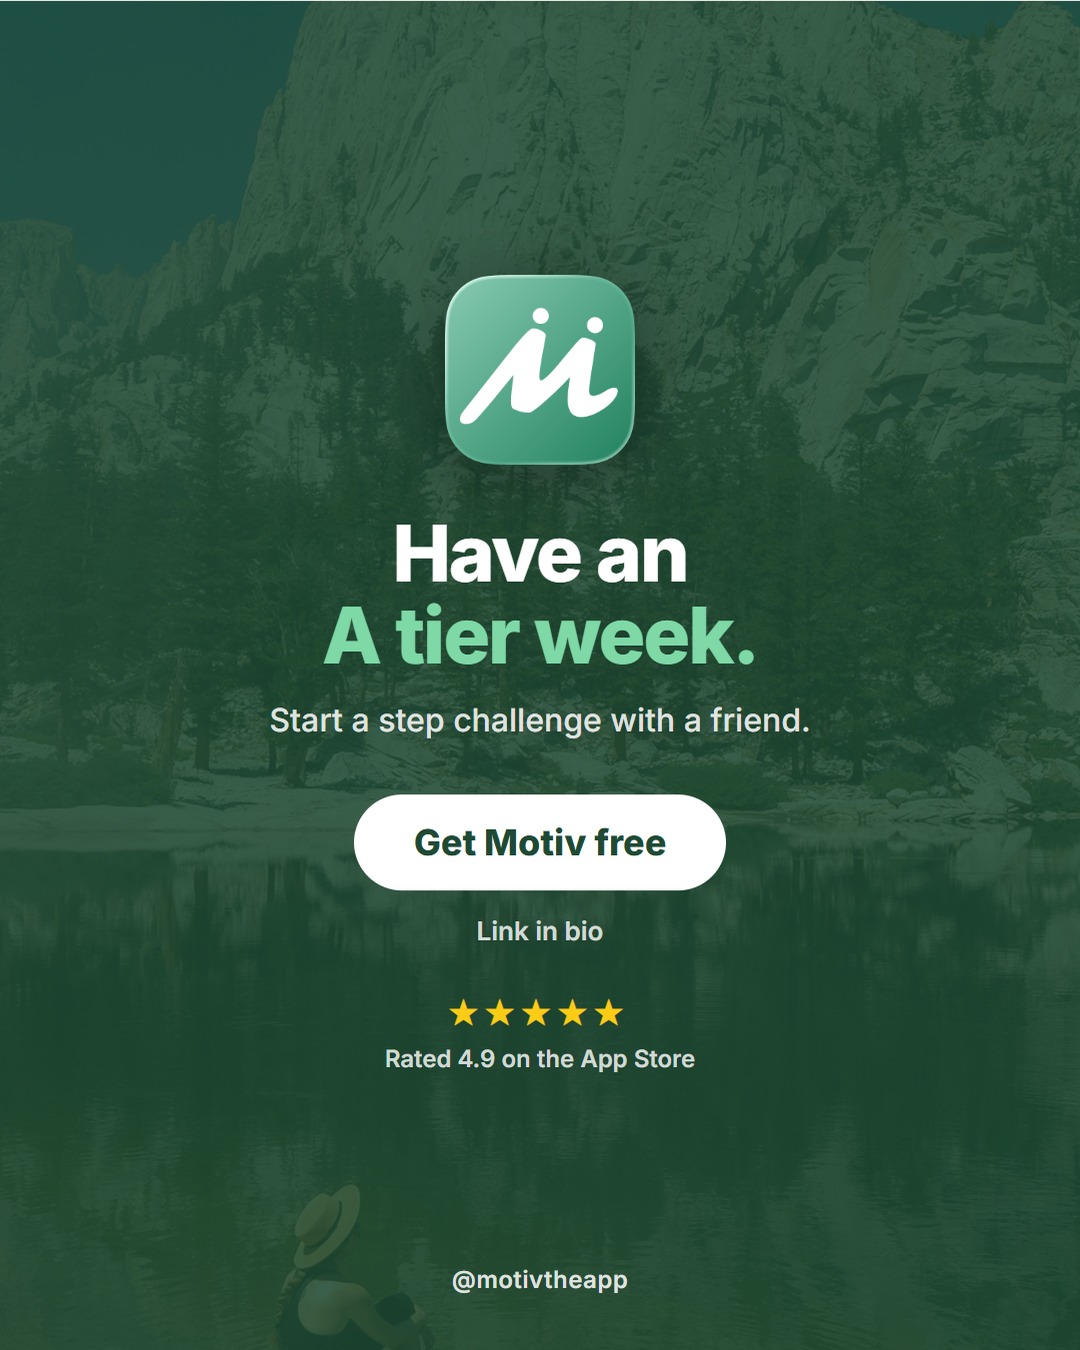 Have an
A tier week.
Start a step challenge with a friend.
Get Motiv free
Link in bio
Rated 4.9 on the App Store
@motivtheapp